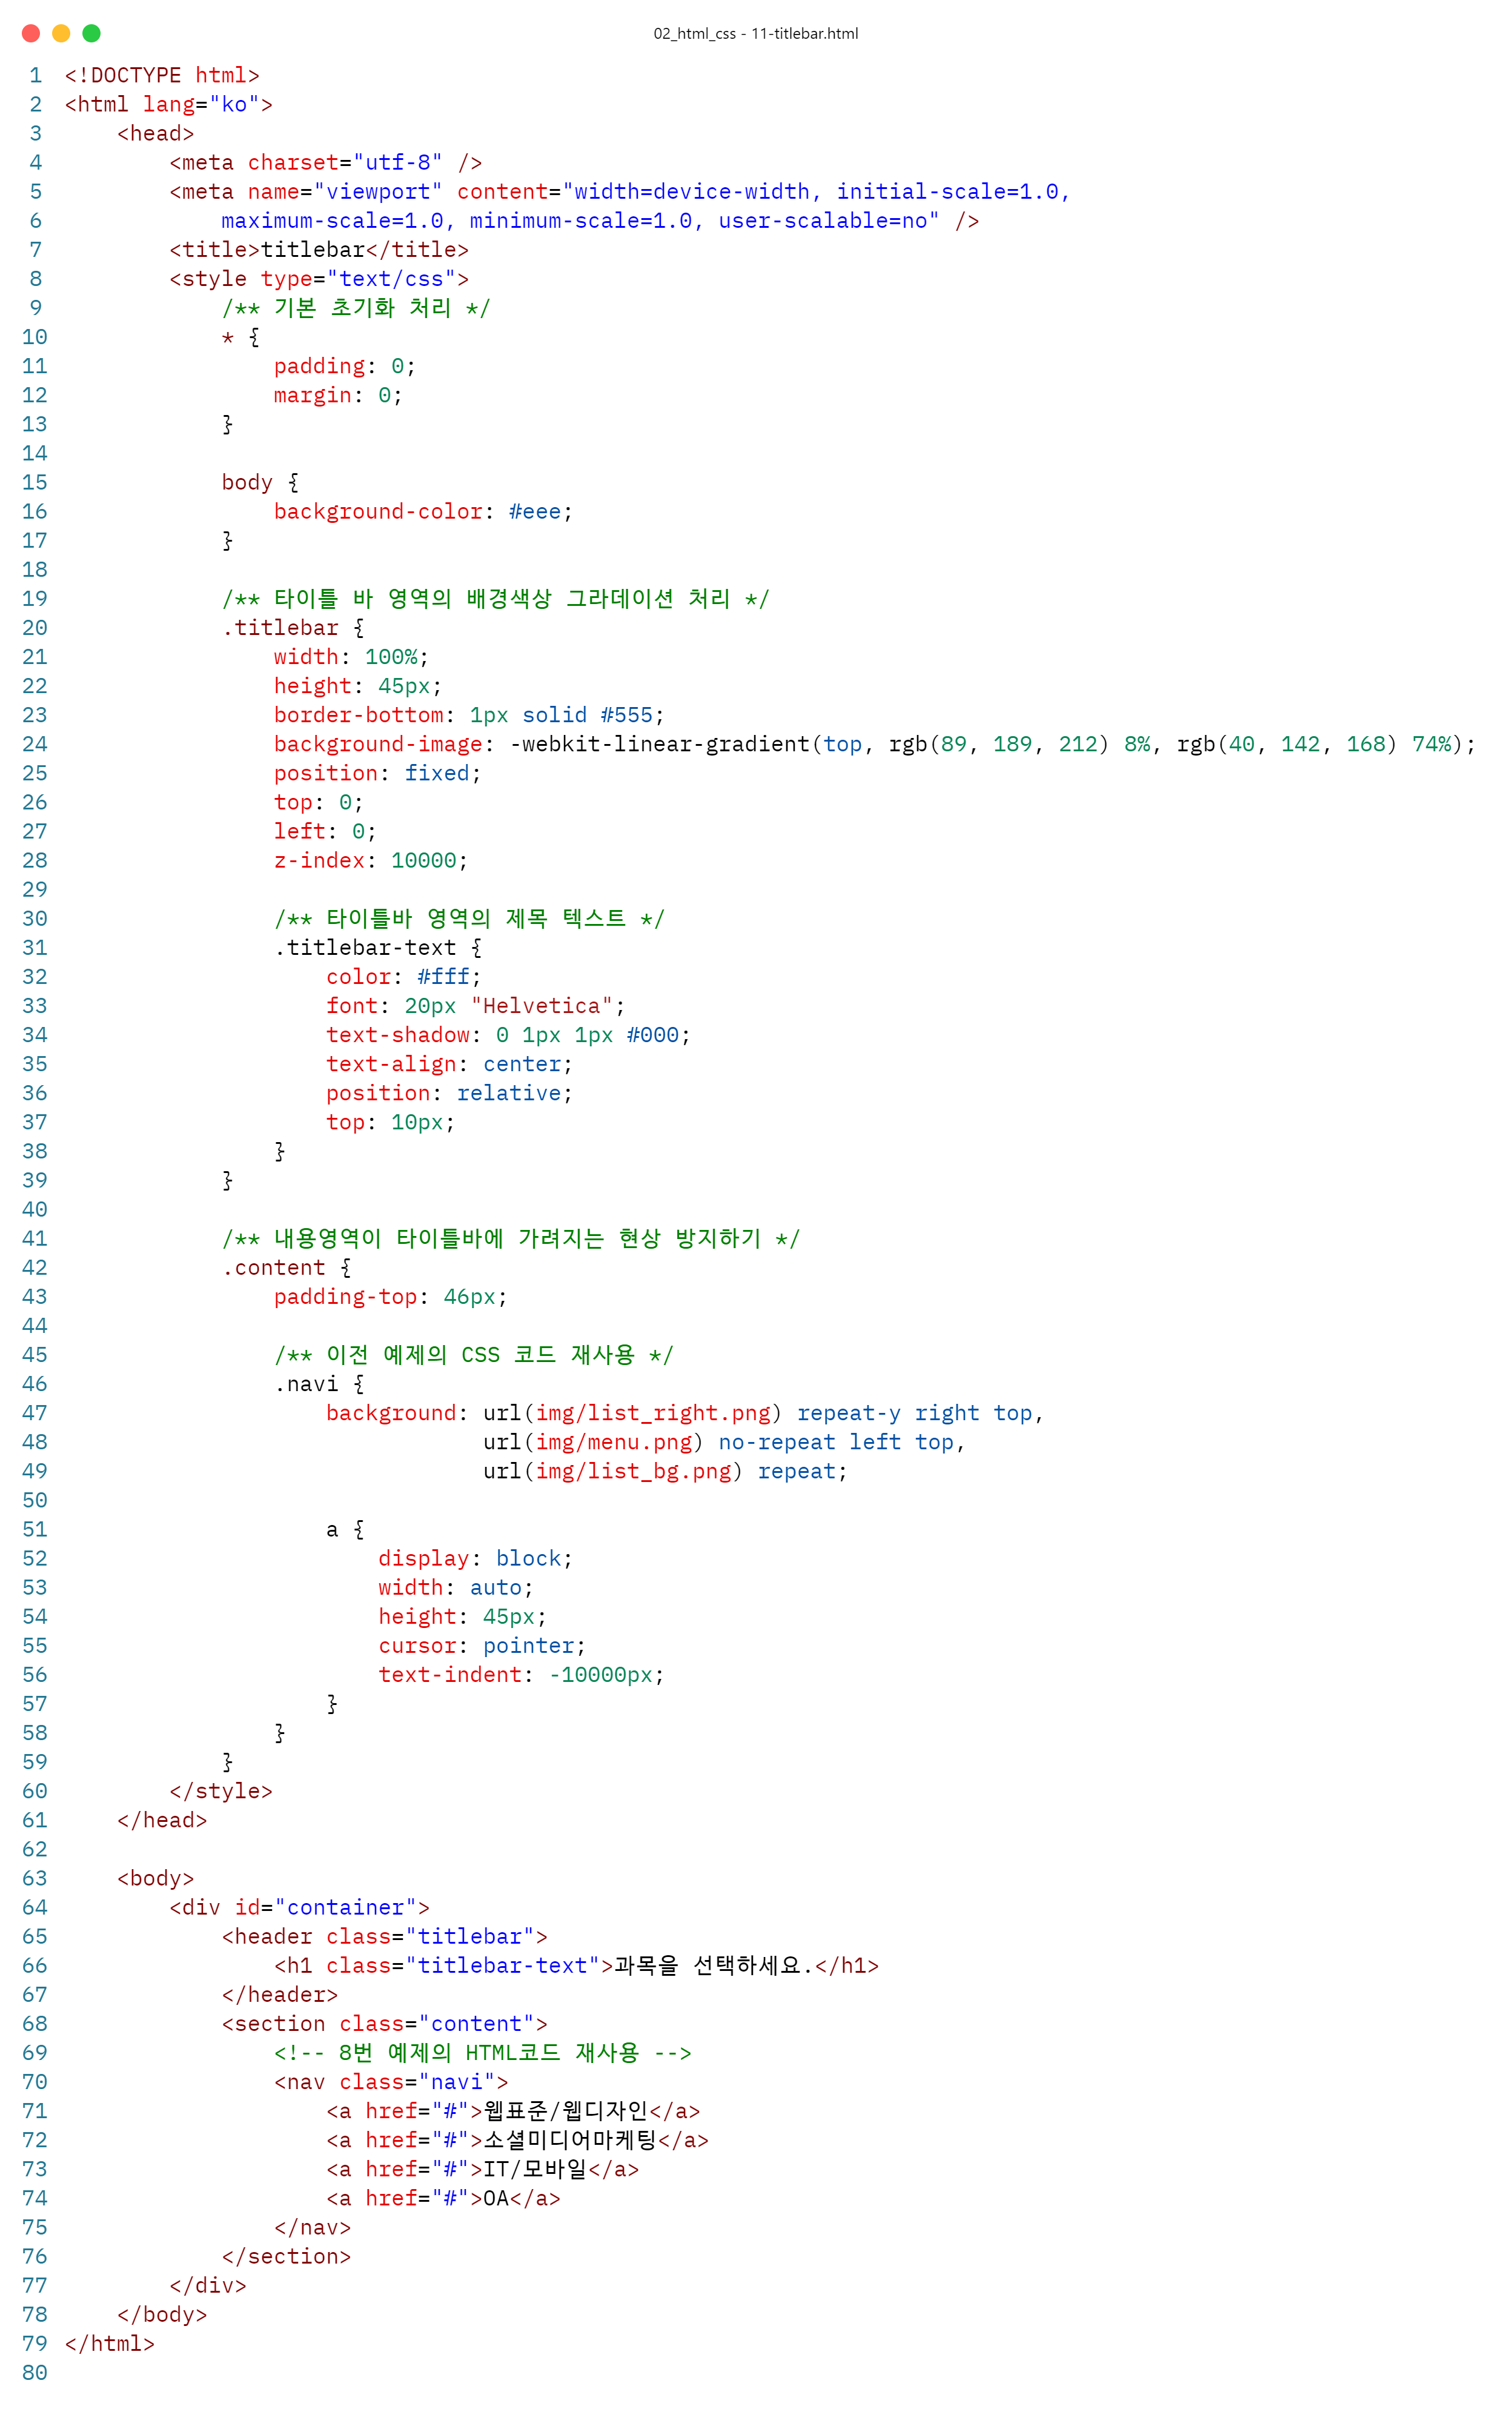 02_html_css - 11-titlebar.html
1 <!DOCTYPE html>
2 <html lang="ko">
3     <head>
4         <meta charset="utf-8" />
5         <meta name="viewport" content="width=device-width, initial-scale=1.0,
6             maximum-scale=1.0, minimum-scale=1.0, user-scalable=no" />
7         <title>titlebar</title>
8         <style type="text/css">
9             /** 기본 초기화 처리 */
10             * {
11                 padding: 0;
12                 margin: 0;
13             }
14
15             body {
16                 background-color: #eee;
17             }
18
19             /** 타이틀 바 영역의 배경색상 그라데이션 처리 */
20             .titlebar {
21                 width: 100%;
22                 height: 45px;
23                 border-bottom: 1px solid #555;
24                 background-image: -webkit-linear-gradient(top, rgb(89, 189, 212) 8%, rgb(40, 142, 168) 74%);
25                 position: fixed;
26                 top: 0;
27                 left: 0;
28                 z-index: 10000;
29
30                 /** 타이틀바 영역의 제목 텍스트 */
31                 .titlebar-text {
32                     color: #fff;
33                     font: 20px "Helvetica";
34                     text-shadow: 0 1px 1px #000;
35                     text-align: center;
36                     position: relative;
37                     top: 10px;
38                 }
39             }
40
41             /** 내용영역이 타이틀바에 가려지는 현상 방지하기 */
42             .content {
43                 padding-top: 46px;
44
45                 /** 이전 예제의 CSS 코드 재사용 */
46                 .navi {
47                     background: url(img/list_right.png) repeat-y right top,
48                                 url(img/menu.png) no-repeat left top,
49                                 url(img/list_bg.png) repeat;
50
51                     a {
52                         display: block;
53                         width: auto;
54                         height: 45px;
55                         cursor: pointer;
56                         text-indent: -10000px;
57                     }
58                 }
59             }
60         </style>
61     </head>
62
63     <body>
64         <div id="container">
65             <header class="titlebar">
66                 <h1 class="titlebar-text">과목을 선택하세요.</h1>
67             </header>
68             <section class="content">
69                 <!-- 8번 예제의 HTML코드 재사용 -->
70                 <nav class="navi">
71                     <a href="#">웹표준/웹디자인</a>
72                     <a href="#">소셜미디어마케팅</a>
73                     <a href="#">IT/모바일</a>
74                     <a href="#">OA</a>
75                 </nav>
76             </section>
77         </div>
78     </body>
79 </html>
80